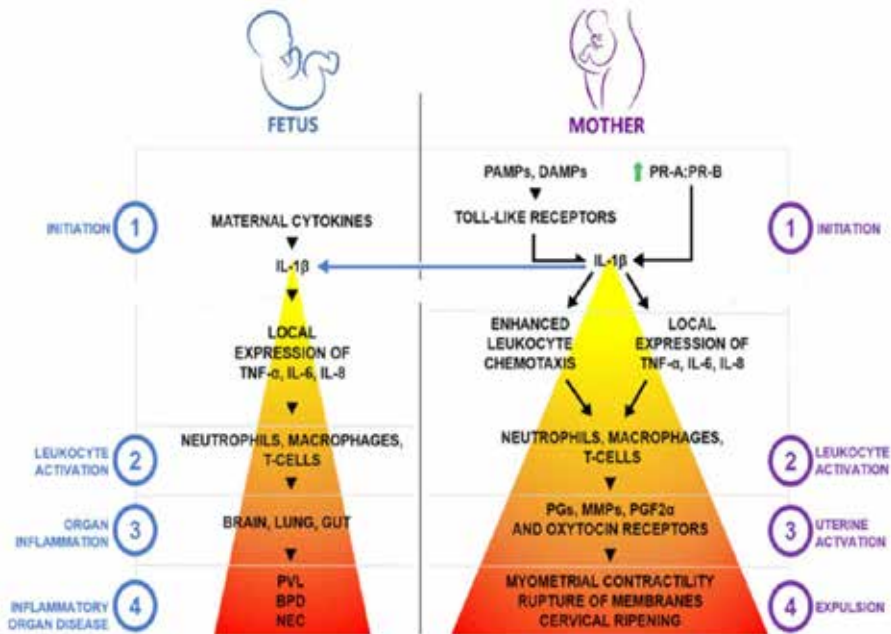 FETUS
MOTHER
INITIATION
1
MATERNAL CYTOKINES
IL-1β
LOCAL
EXPRESSION OF
TNF-α, IL-6, IL-8
LEUKOCYTE
ACTIVATION
2
NEUTROPHILS, MACROPHAGES,
T-CELLS
ORGAN
INFLAMMATION
3
BRAIN, LUNG, GUT
INFLAMMATORY
ORGAN DISEASE
4
PVL
BPD
NEC
PAMPs, DAMPs
PR-A:PR-B
TOLL-LIKE RECEPTORS
IL-1β
1
INITIATION
ENHANCED
LEUKOCYTE
CHEMOTAXIS
LOCAL
EXPRESSION OF
TNF-α, IL-6, IL-8
NEUTROPHILS, MACROPHAGES,
T-CELLS
2
LEUKOCYTE
ACTIVATION
PGs, MMPs, PGF2α
AND OXYTOCIN RECEPTORS
3
UTERINE
ACTVATION
MYOMETRIAL CONTRACTILITY
RUPTURE OF MEMBRANES
CERVICAL RIPENING
4
EXPULSION